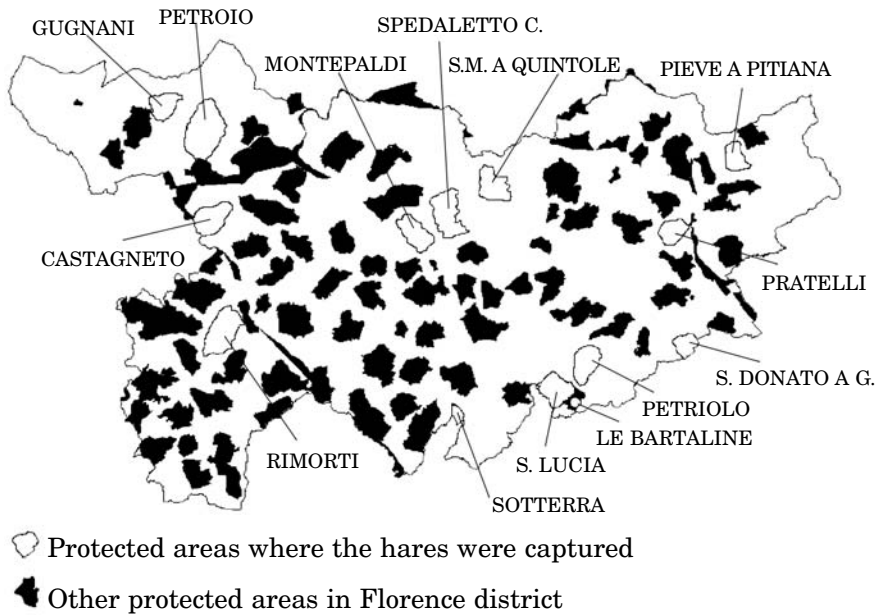 GUGNANI
PETROIO
SPEDALETTO C.
MONTEPALDI
S.M. A QUINTOLE
PIEVE A PITIANA
CASTAGNETO
PRATELLI
S. DONATO A G.
PETRIOLO
LE BARTALINE
RIMORTI
S. LUCIA
SOTTERRA
Protected areas where the hares were captured
Other protected areas in Florence district